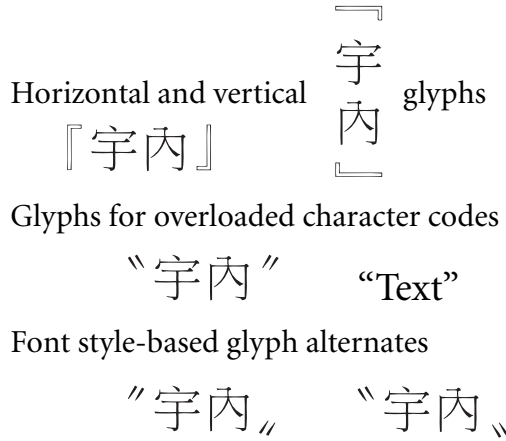 Horizontal and vertical 『宇內』 glyphs
『宇內』
Glyphs for overloaded character codes
〝宇內〞 “Text”
Font style-based glyph alternates
〞宇內〟 〝宇內〟